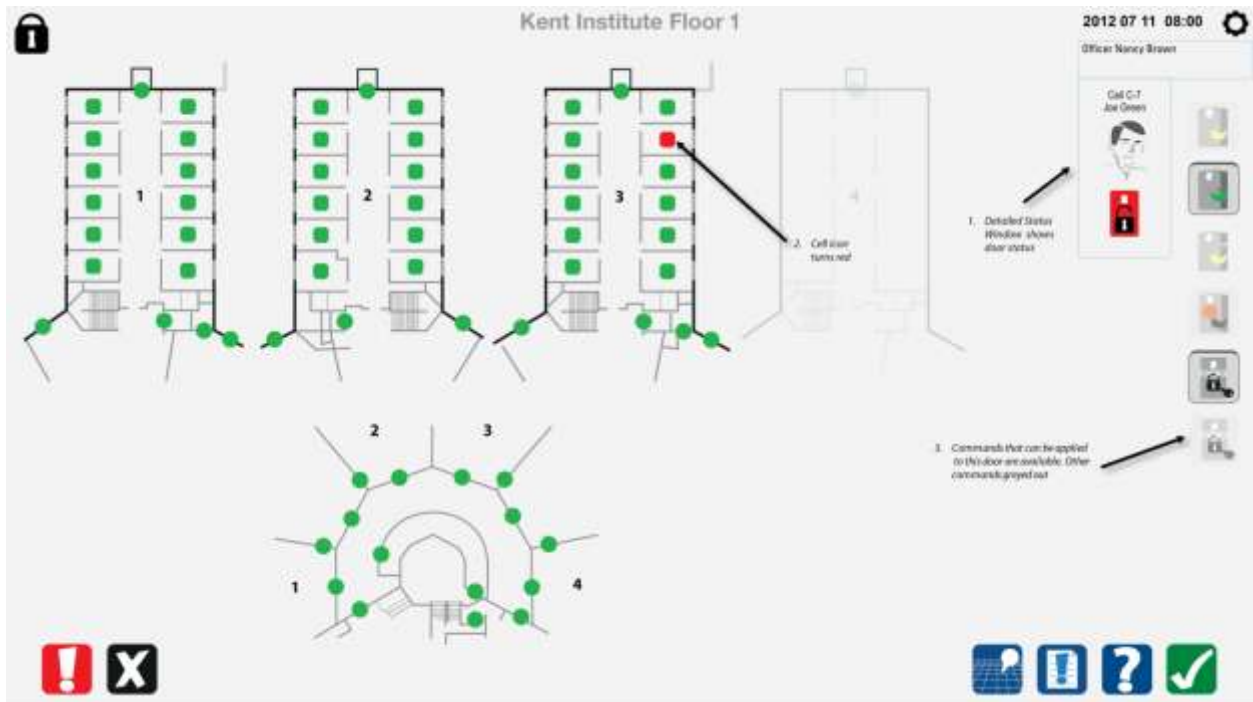 Kent Institute Floor 1
2012 07 11 08:00
Officer Nancy Brown
Cell C-7
Joe Green
1
2
3
4
1. Detailed Status
Window shows
door status
2. Cell icon
turns red
2
3
3. Commands that can be applied
to this door are available. Other
commands greyed out
1
4